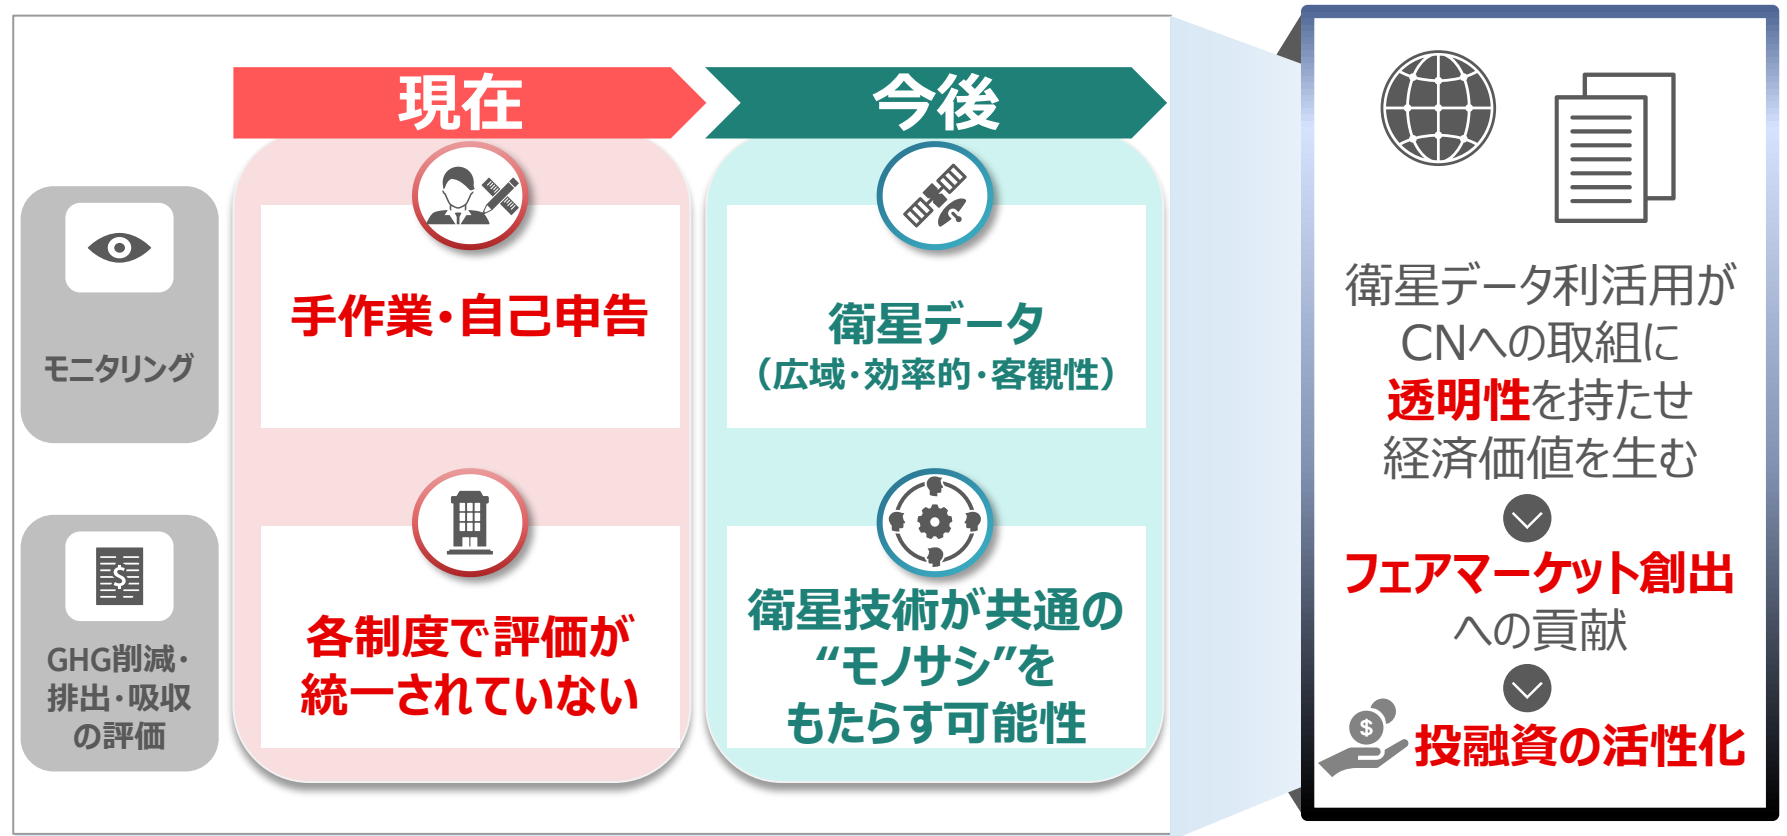 現在
今後
モニタリング
手作業・自己申告
衛星データ
（広域・効率的・客観性）
GHG削減・
排出・吸収
の評価
$
各制度で評価が
統一されていない
衛星技術が共通の
“モノサシ”を
もたらす可能性
衛星データ利活用が
CNへの取組に
透明性を持たせ
経済価値を生む
フェアマーケット創出
への貢献
$
投融資の活性化